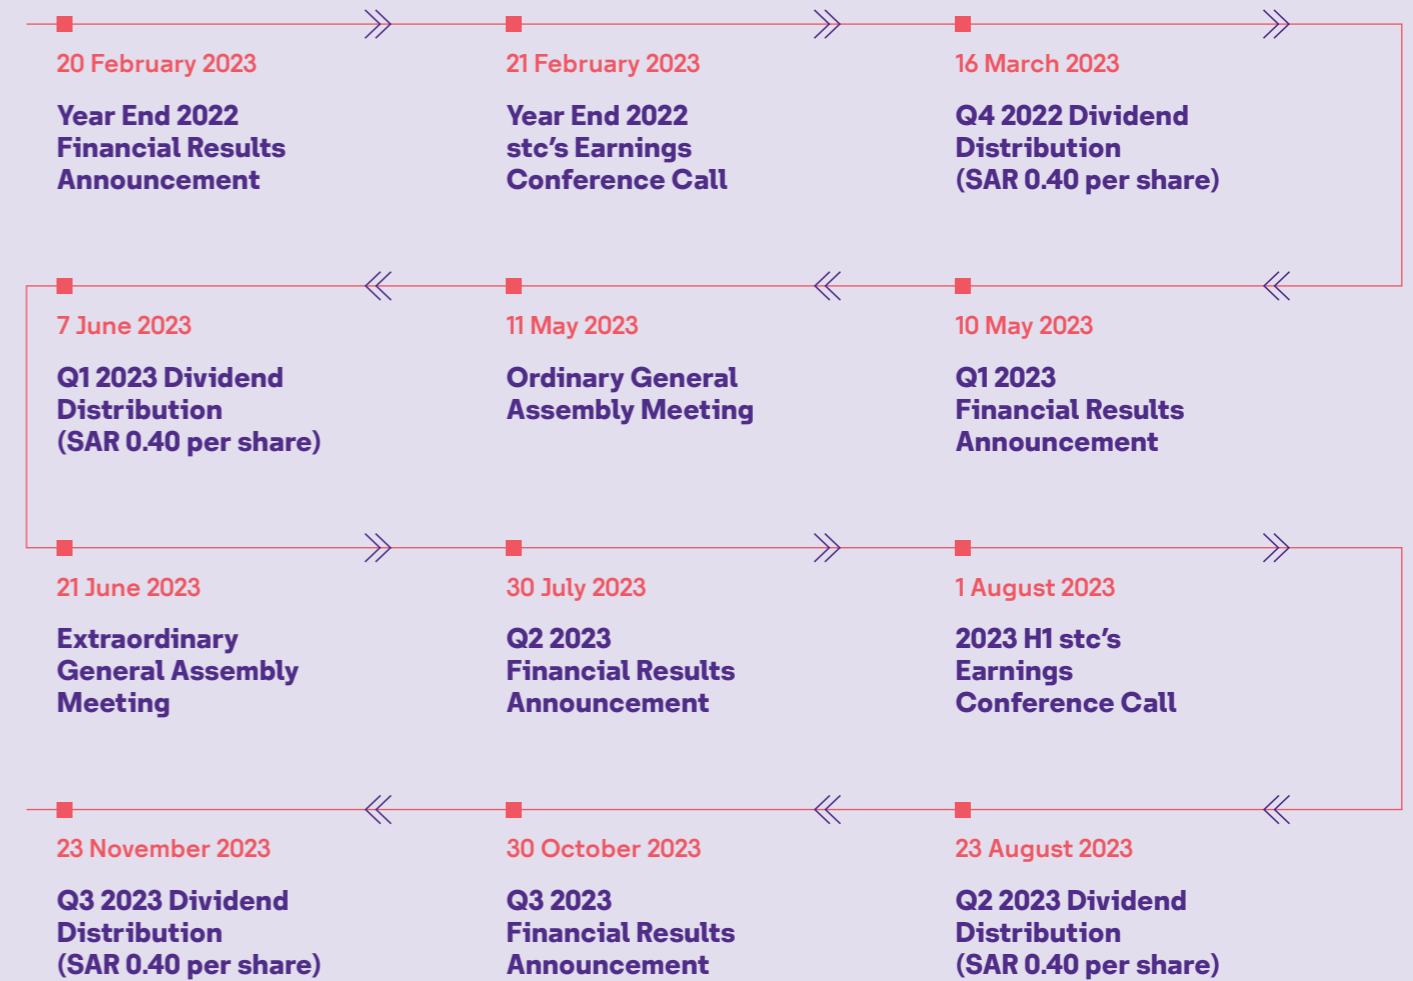 20 February 2023
Year End 2022
Financial Results
Announcement
21 February 2023
Year End 2022
stc’s Earnings
Conference Call
16 March 2023
Q4 2022 Dividend
Distribution
(SAR 0.40 per share)
10 May 2023
Q1 2023
Financial Results
Announcement
11 May 2023
Ordinary General
Assembly Meeting
7 June 2023
Q1 2023 Dividend
Distribution
(SAR 0.40 per share)
21 June 2023
Extraordinary
General Assembly
Meeting
30 July 2023
Q2 2023
Financial Results
Announcement
1 August 2023
2023 H1 stc’s
Earnings
Conference Call
23 August 2023
Q2 2023 Dividend
Distribution
(SAR 0.40 per share)
30 October 2023
Q3 2023
Financial Results
Announcement
23 November 2023
Q3 2023 Dividend
Distribution
(SAR 0.40 per share)